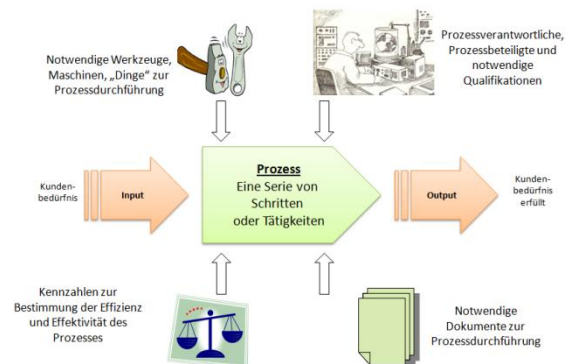 Notwendige Werkzeuge,
Maschinen, „Dinge“ zur
Prozessdurchführung
Prozessverantwortliche,
Prozessbeteiligte und
notwendige
Qualifikationen
Kunden-
bedürfnis
Input
Prozess
Eine Serie von
Schritten
oder Tätigkeiten
Output
Kunden-
bedürfnis
erfüllt
Kennzahlen zur
Bestimmung der Effizienz
und Effektivität des
Prozesses
Notwendige
Dokumente zur
Prozessdurchführung